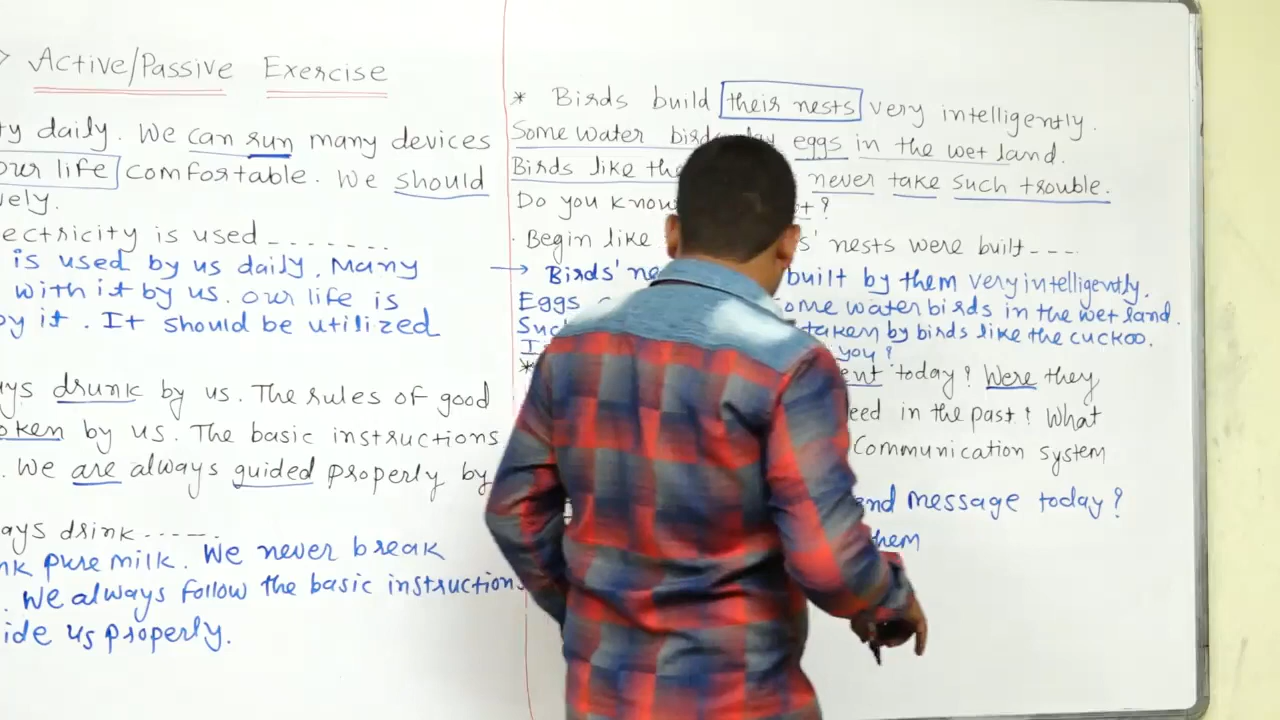 Active/Passive Exercise
ty daily. We can run many devices
our life comfortable. We should
vely.
ectricity is used -------
is used by us daily. Many
with it by us. Our life is
by it. It should be utilized
ays drunk by us. The rules of good
oken by us. The basic instructions
. We are always guided properly by
ays drink ------
nk pure milk. We never break
. We always follow the basic instructions
ide us properly.
* Birds build their nests very intelligently.
Some water birds lay eggs in the wet land.
Birds like the never take such trouble.
Do you know ?
Begin like s' nests were built ----
→ Birds' ne built by them very intelligently.
Eggs some water birds in the wet land.
Such taken by birds like the cuckoo.
you?
* ent today? Were they
eed in the past? What
Communication system
end message today?
them